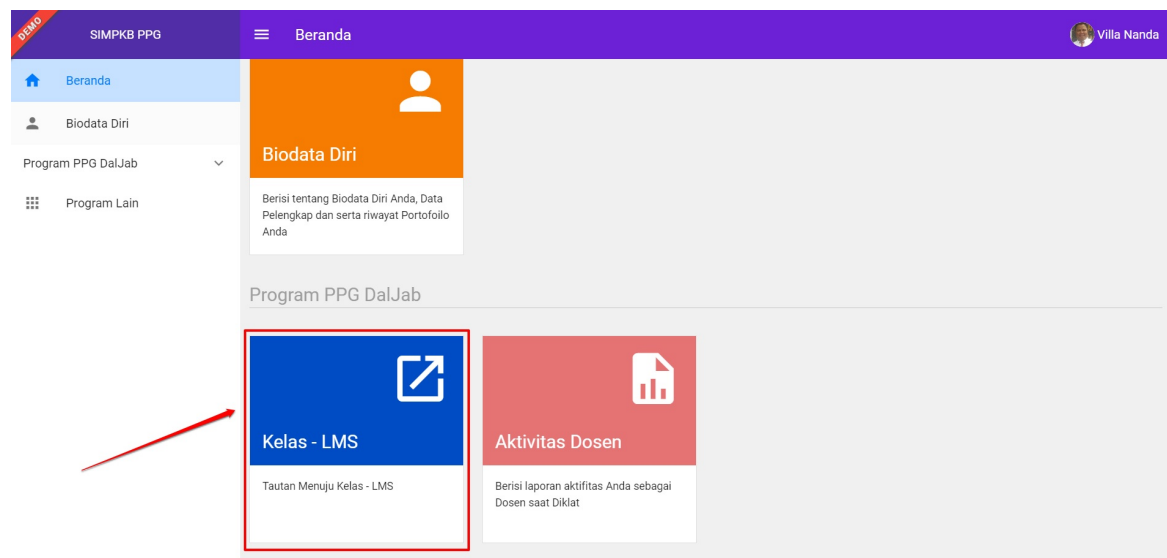 DEMO
SIMPKB PPG
Beranda
Villa Nanda
Beranda
Biodata Diri
Program PPG DalJab
Program Lain
Biodata Diri
Berisi tentang Biodata Diri Anda, Data
Pelengkap dan serta riwayat Portofoilo
Anda
Program PPG DalJab
Kelas - LMS
Tautan Menuju Kelas - LMS
Aktivitas Dosen
Berisi laporan aktifitas Anda sebagai
Dosen saat Diklat